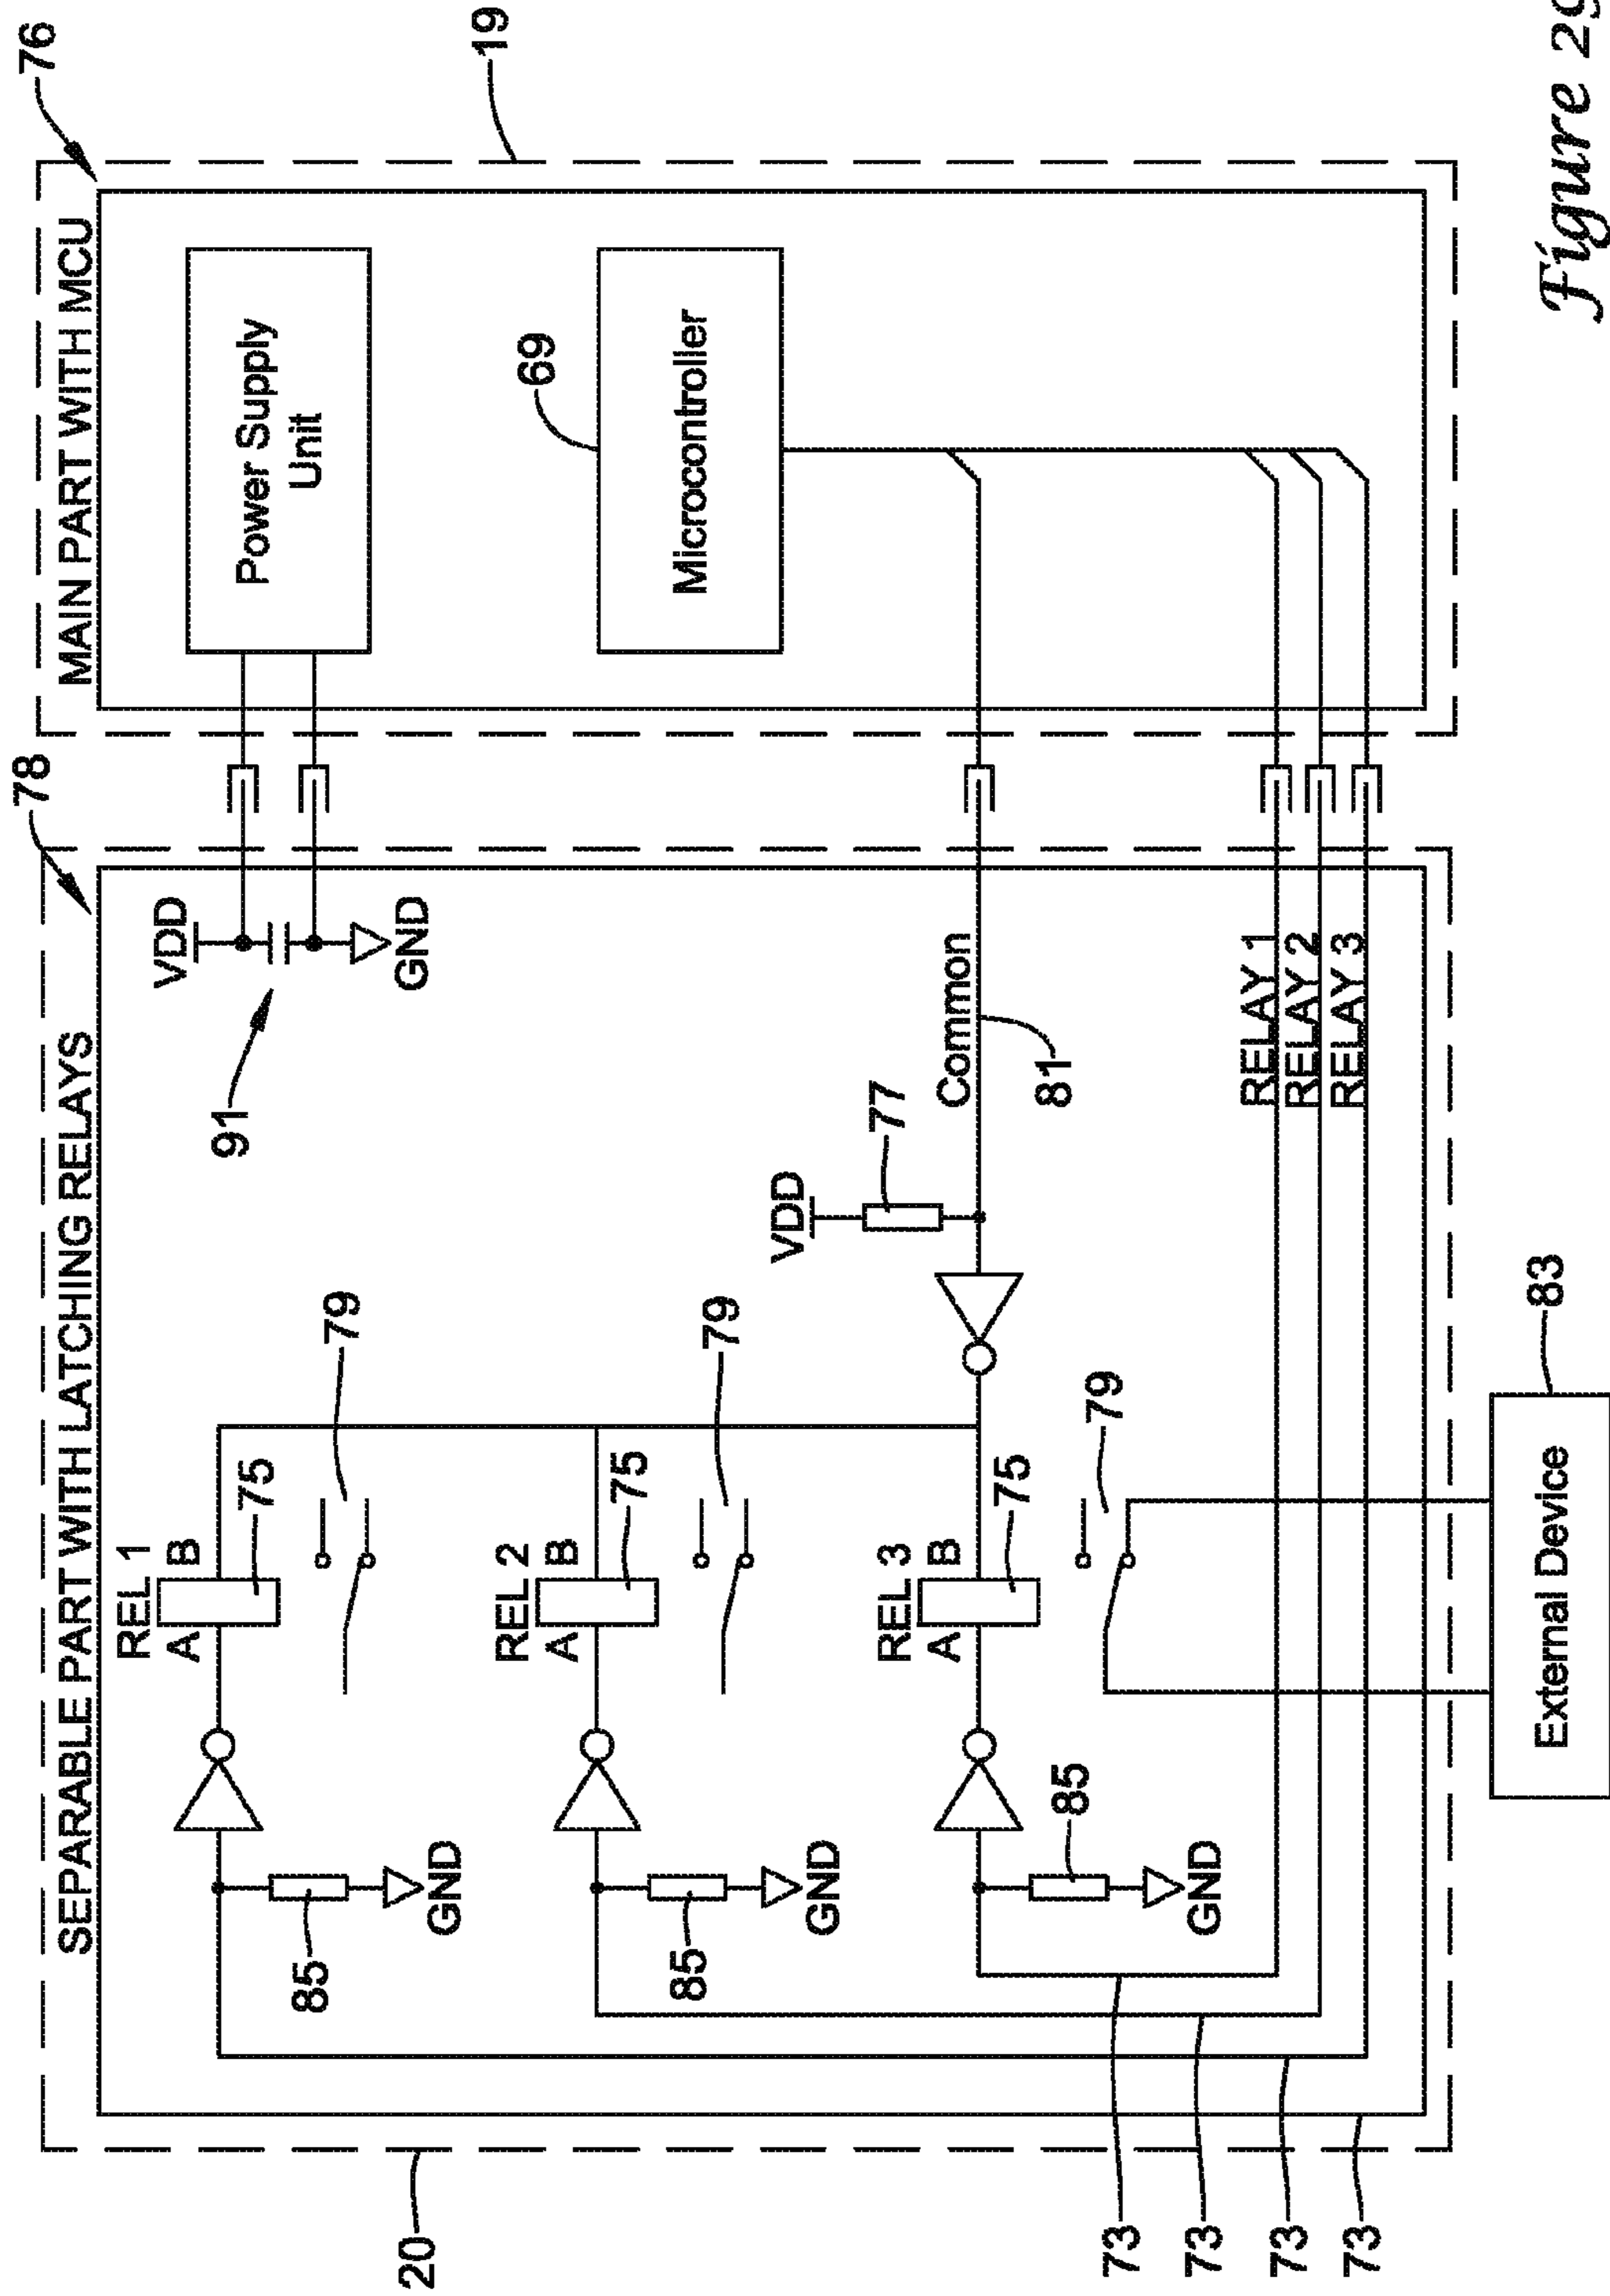 SEPARABLE PART WITH LATCHING RELAYS
78
MAIN PART WITH MCU
76
REL 1
A B
75
79
85
GND
91
VDD
GND
Power Supply
Unit
19
20
REL 2
A B
75
79
85
GND
VDD
77
69
Microcontroller
REL 3
A B
75
79
85
GND
Common
81
RELAY 1
RELAY 2
RELAY 3
73
73
73
73
External Device
83
Figure 29